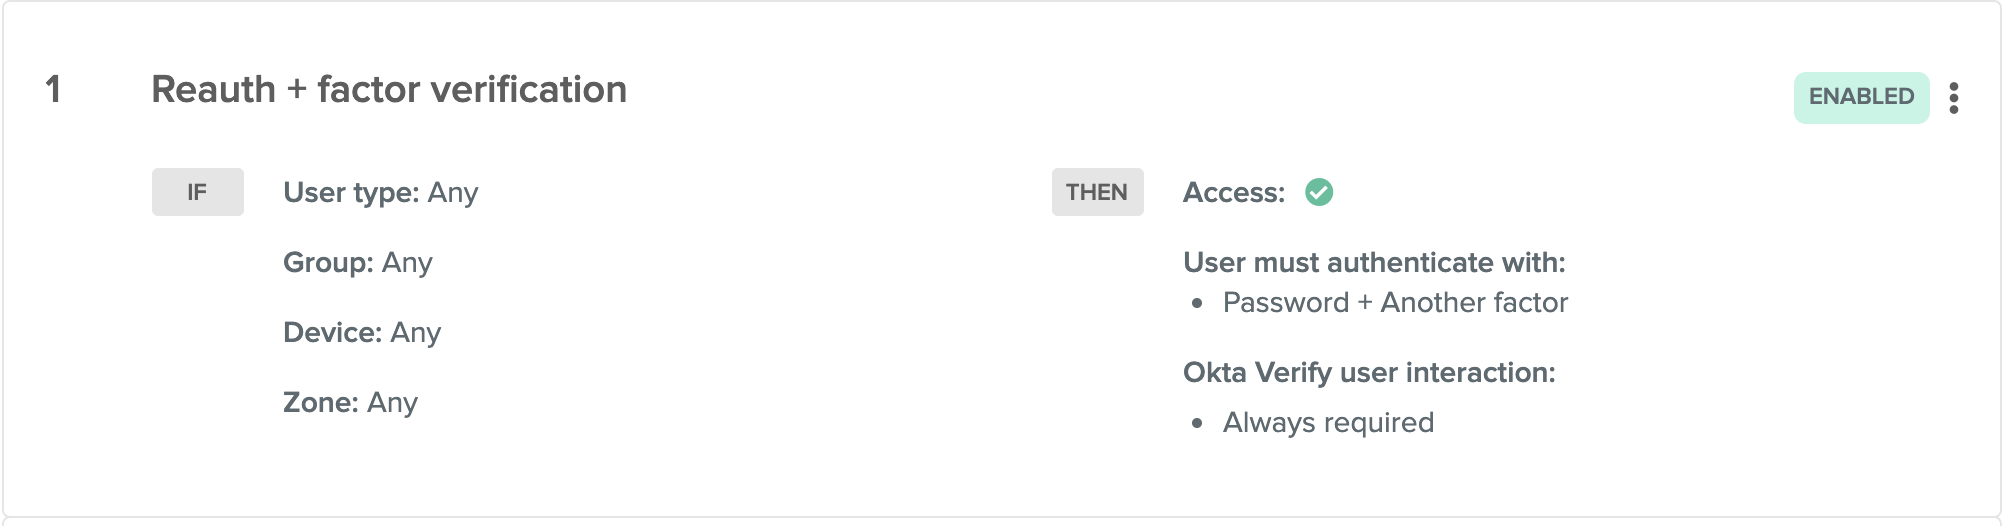 1 Reauth + factor verification
ENABLED
IF
User type: Any
Group: Any
Device: Any
Zone: Any
THEN
Access:
User must authenticate with:
• Password + Another factor
Okta Verify user interaction:
• Always required